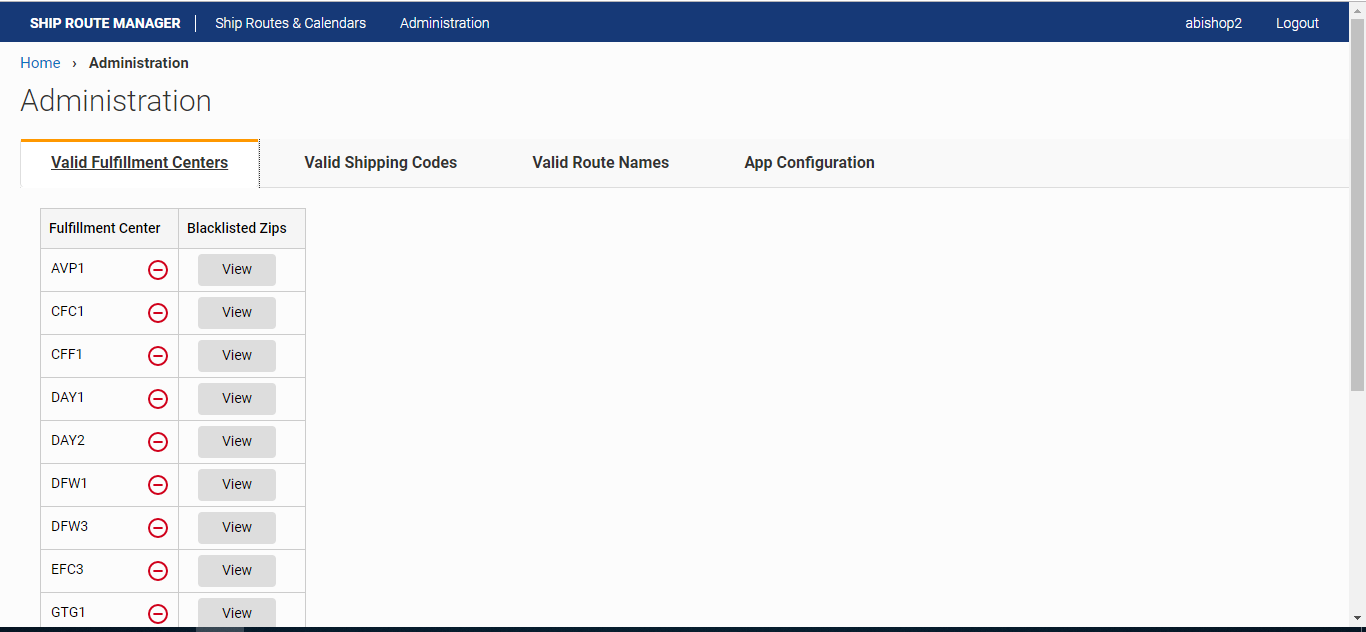 SHIP ROUTE MANAGER Ship Routes & Calendars Administration abishop2 Logout
Home › Administration
Administration
Valid Fulfillment Centers Valid Shipping Codes Valid Route Names App Configuration
Fulfillment Center Blacklisted Zips
AVP1 View
CFC1 View
CFF1 View
DAY1 View
DAY2 View
DFW1 View
DFW3 View
EFC3 View
GTG1 View